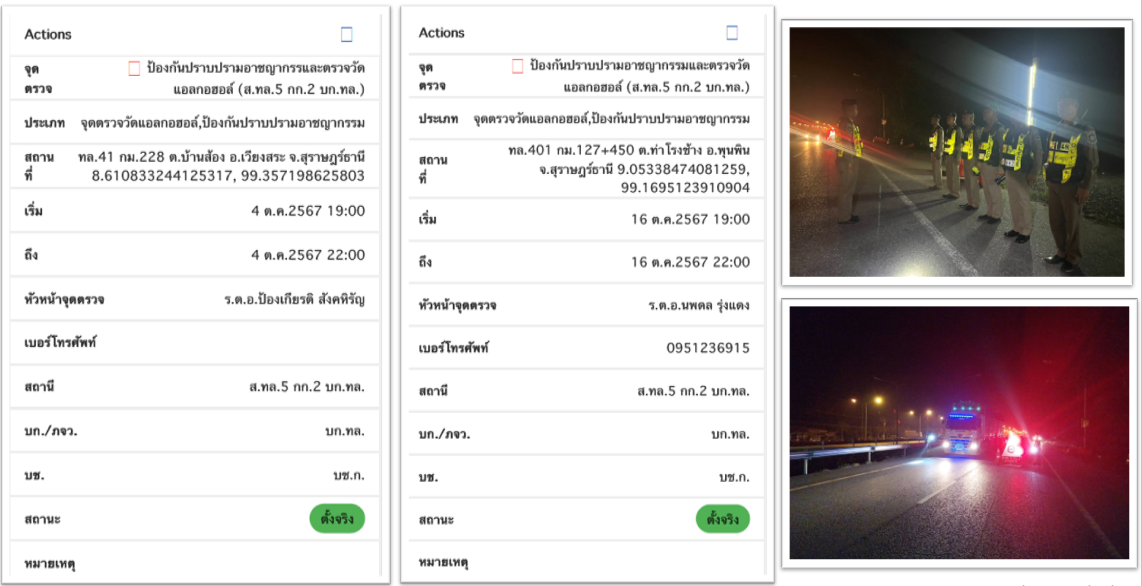 Actions
จุด ป้องกันปราบปรามอาชญากรรและตรวจวัด
ตรวจ แอลกอฮอล์ (ส.ทล.5 กก.2 บก.ทล.)
ประเภท จุดตรวจวัดแอลกอฮอล์,ป้องกันปราบปรามอาชญากรรม
สถาน ทล.41 กม.228 ต.บ้านส้อง อ.เวียงสระ จ.สุราษฎร์ธานี
ที่ 8.610833244125317, 99.357198625803
เริ่ม 4 ต.ค.2567 19:00
ถึง 4 ต.ค.2567 22:00
หัวหน้าจุดตรวจ ร.ต.อ.ป้องเกียรติ สังคหิรัญ
เบอร์โทรศัพท์
สถานี ส.ทล.5 กก.2 บก.ทล.
บก./ภจว. บก.ทล.
บช. บช.ก.
สถานะ ตั้งจริง
หมายเหตุ
Actions
จุด ป้องกันปราบปรามอาชญากรรมและตรวจวัด
ตรวจ แอลกอฮอล์ (ส.ทล.5 กก.2 บก.ทล.)
ประเภท จุดตรวจวัดแอลกอฮอล์,ป้องกันปราบปรามอาชญากรรม
สถาน ทล.401 กม.127+450 ต.ท่าโรงช้าง อ.พุนพิน
ที่ จ.สุราษฎร์ธานี 9.05338474081259,
99.1695123910904
เริ่ม 16 ต.ค.2567 19:00
ถึง 16 ต.ค.2567 22:00
หัวหน้าจุดตรวจ ร.ต.อ.นพดล รุ่งแดง
เบอร์โทรศัพท์ 0951236915
สถานี ส.ทล.5 กก.2 บก.ทล.
บก./ภจว. บก.ทล.
บช. บช.ก.
สถานะ ตั้งจริง
หมายเหตุ